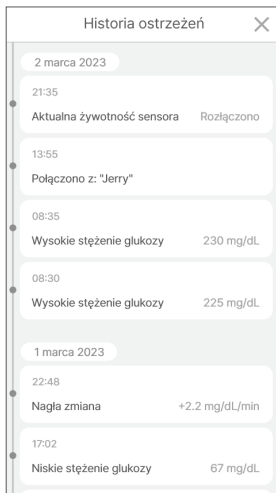 Historia ostrzeżeń
2 marca 2023
21:35
Aktualna żywotność sensora Rozłączono
13:55
Połączono z: "Jerry"
08:35
Wysokie stężenie glukozy 230 mg/dL
08:30
Wysokie stężenie glukozy 225 mg/dL
1 marca 2023
22:48
Nagła zmiana +2.2 mg/dL/min
17:02
Niskie stężenie glukozy 67 mg/dL